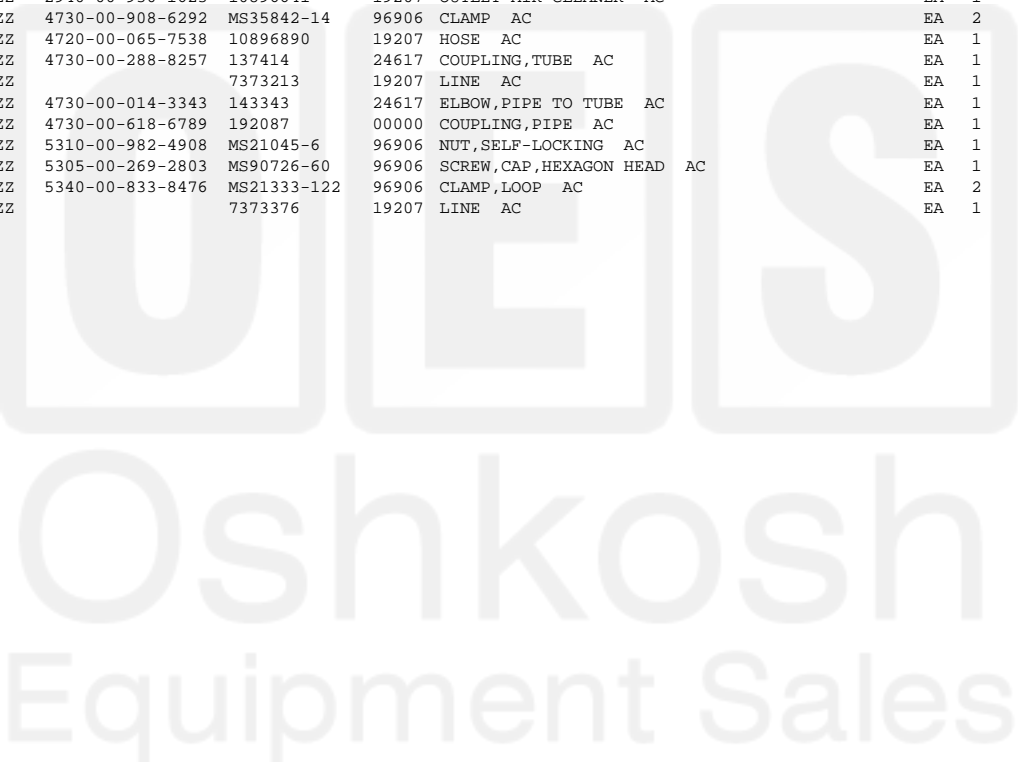 ZZ 4730-00-908-6292 MS35842-14 96906 CLAMP AC EA 2
ZZ 4720-00-065-7538 10896890 19207 HOSE AC EA 1
ZZ 4730-00-288-8257 137414 24617 COUPLING,TUBE AC EA 1
ZZ 7373213 19207 LINE AC EA 1
ZZ 4730-00-014-3343 143343 24617 ELBOW,PIPE TO TUBE AC EA 1
ZZ 4730-00-618-6789 192087 00000 COUPLING,PIPE AC EA 1
ZZ 5310-00-982-4908 MS21045-6 96906 NUT,SELF-LOCKING AC EA 1
ZZ 5305-00-269-2803 MS90726-60 96906 SCREW,CAP,HEXAGON HEAD AC EA 1
ZZ 5340-00-833-8476 MS21333-122 96906 CLAMP,LOOP AC EA 2
ZZ 7373376 19207 LINE AC EA 1
OES
Oshkosh
Equipment Sales